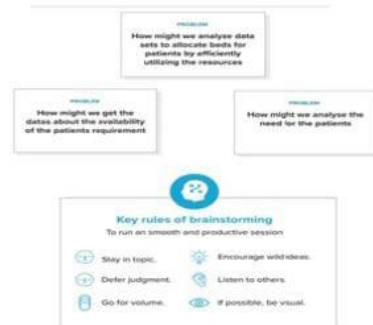 PROBLEM
How might we analyse data
sets to allocate beds for
patients by efficiently
utilizing the resources
PROBLEM
How might we get the
datas about the availability
of the patients requirement
PROBLEM
How might we analyse the
need for the patients
Key rules of brainstorming
To run an smooth and productive session
Stay in topic.
Encourage wild ideas.
Defer judgment.
Listen to others.
Go for volume.
If possible, be visual.